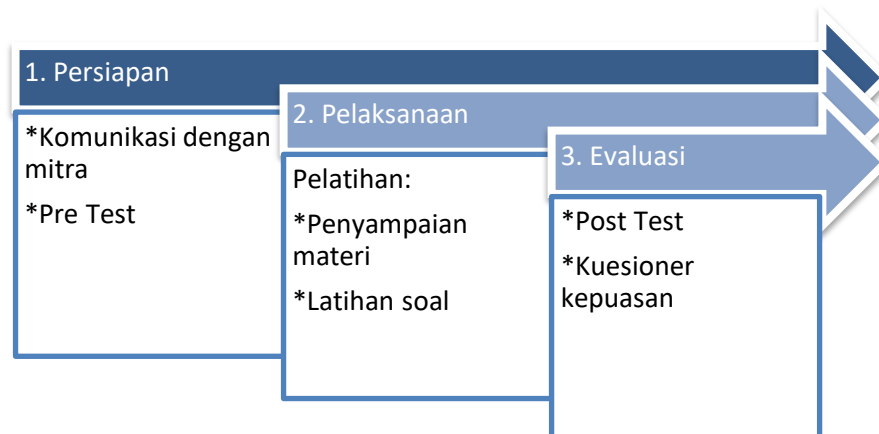 1. Persiapan
*Komunikasi dengan
mitra
*Pre Test
2. Pelaksanaan
Pelatihan:
*Penyampaian
materi
*Latihan soal
3. Evaluasi
*Post Test
*Kuesioner
kepuasan